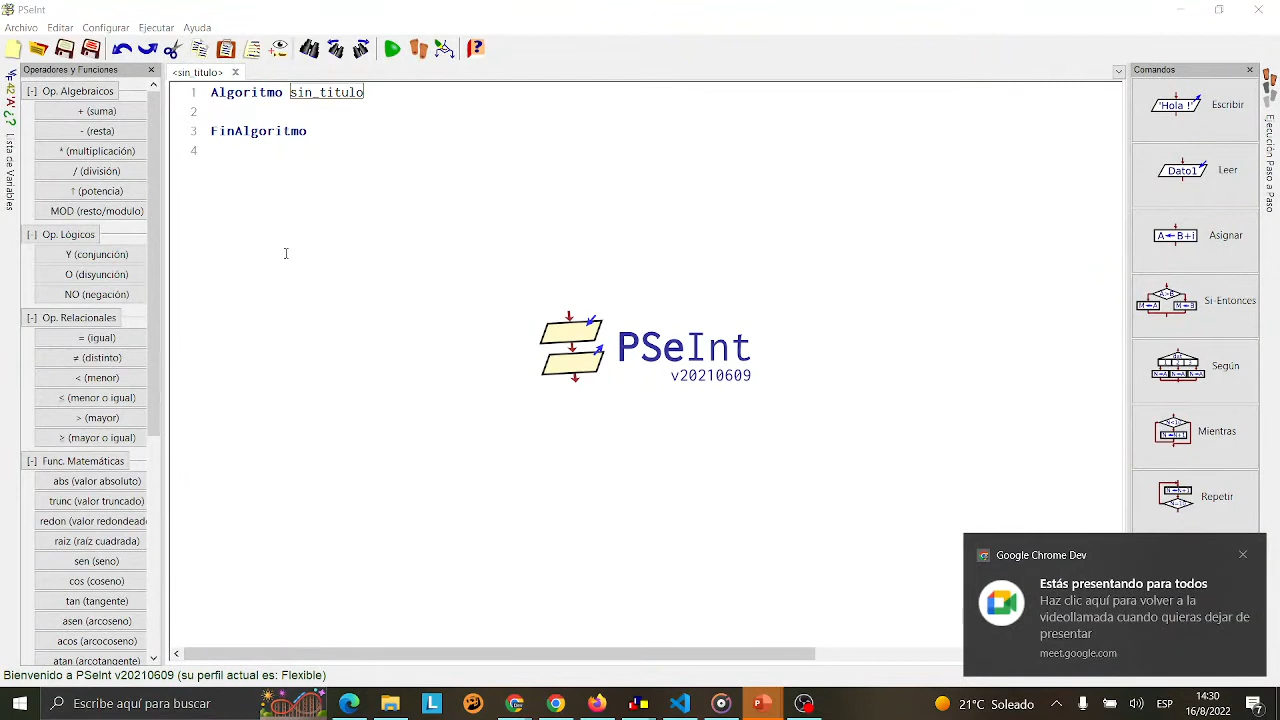 PSeInt
Archivo Editar Configurar Ejecutar Ayuda
Operadores y Funciones
[-] Op. Algebraicos
+ (suma)
- (resta)
* (multiplicación)
/ (división)
↑ (potencia)
MOD (resto/modulo)
[-] Op. Lógicos
Y (conjunción)
O (disyunción)
NO (negación)
[-] Op. Relacionales
= (igual)
≠ (distinto)
< (menor)
≤ (menor o igual)
> (mayor)
≥ (mayor o igual)
[-] Func. Matemáticas
abs (valor absoluto)
trunc (valor truncado)
redon (valor redondeado
raiz (raíz cuadrada)
sen (seno)
cos (coseno)
tan (tangente)
asen (arcoseno)
acos (arcocoseno)
atan (arcotangente)
Lista de Variables
<sin_titulo>
1 Algoritmo sin_titulo
2
3 FinAlgoritmo
4
PSeInt
v20210609
Comandos
'Hola !' Escribir
Dato1 Leer
A←B+i Asignar
Si-Entonces
Según
Mientras
Repetir
Ejecución Paso a Paso
Google Chrome Dev
Estás presentando para todos
Haz clic aquí para volver a la
videollamada cuando quieras dejar de
presentar
meet.google.com
Bienvenido a PSeInt v20210609 (su perfil actual es: Flexible)
Escribe aquí para buscar
21°C Soleado
ESP
14:30
16/8/2022